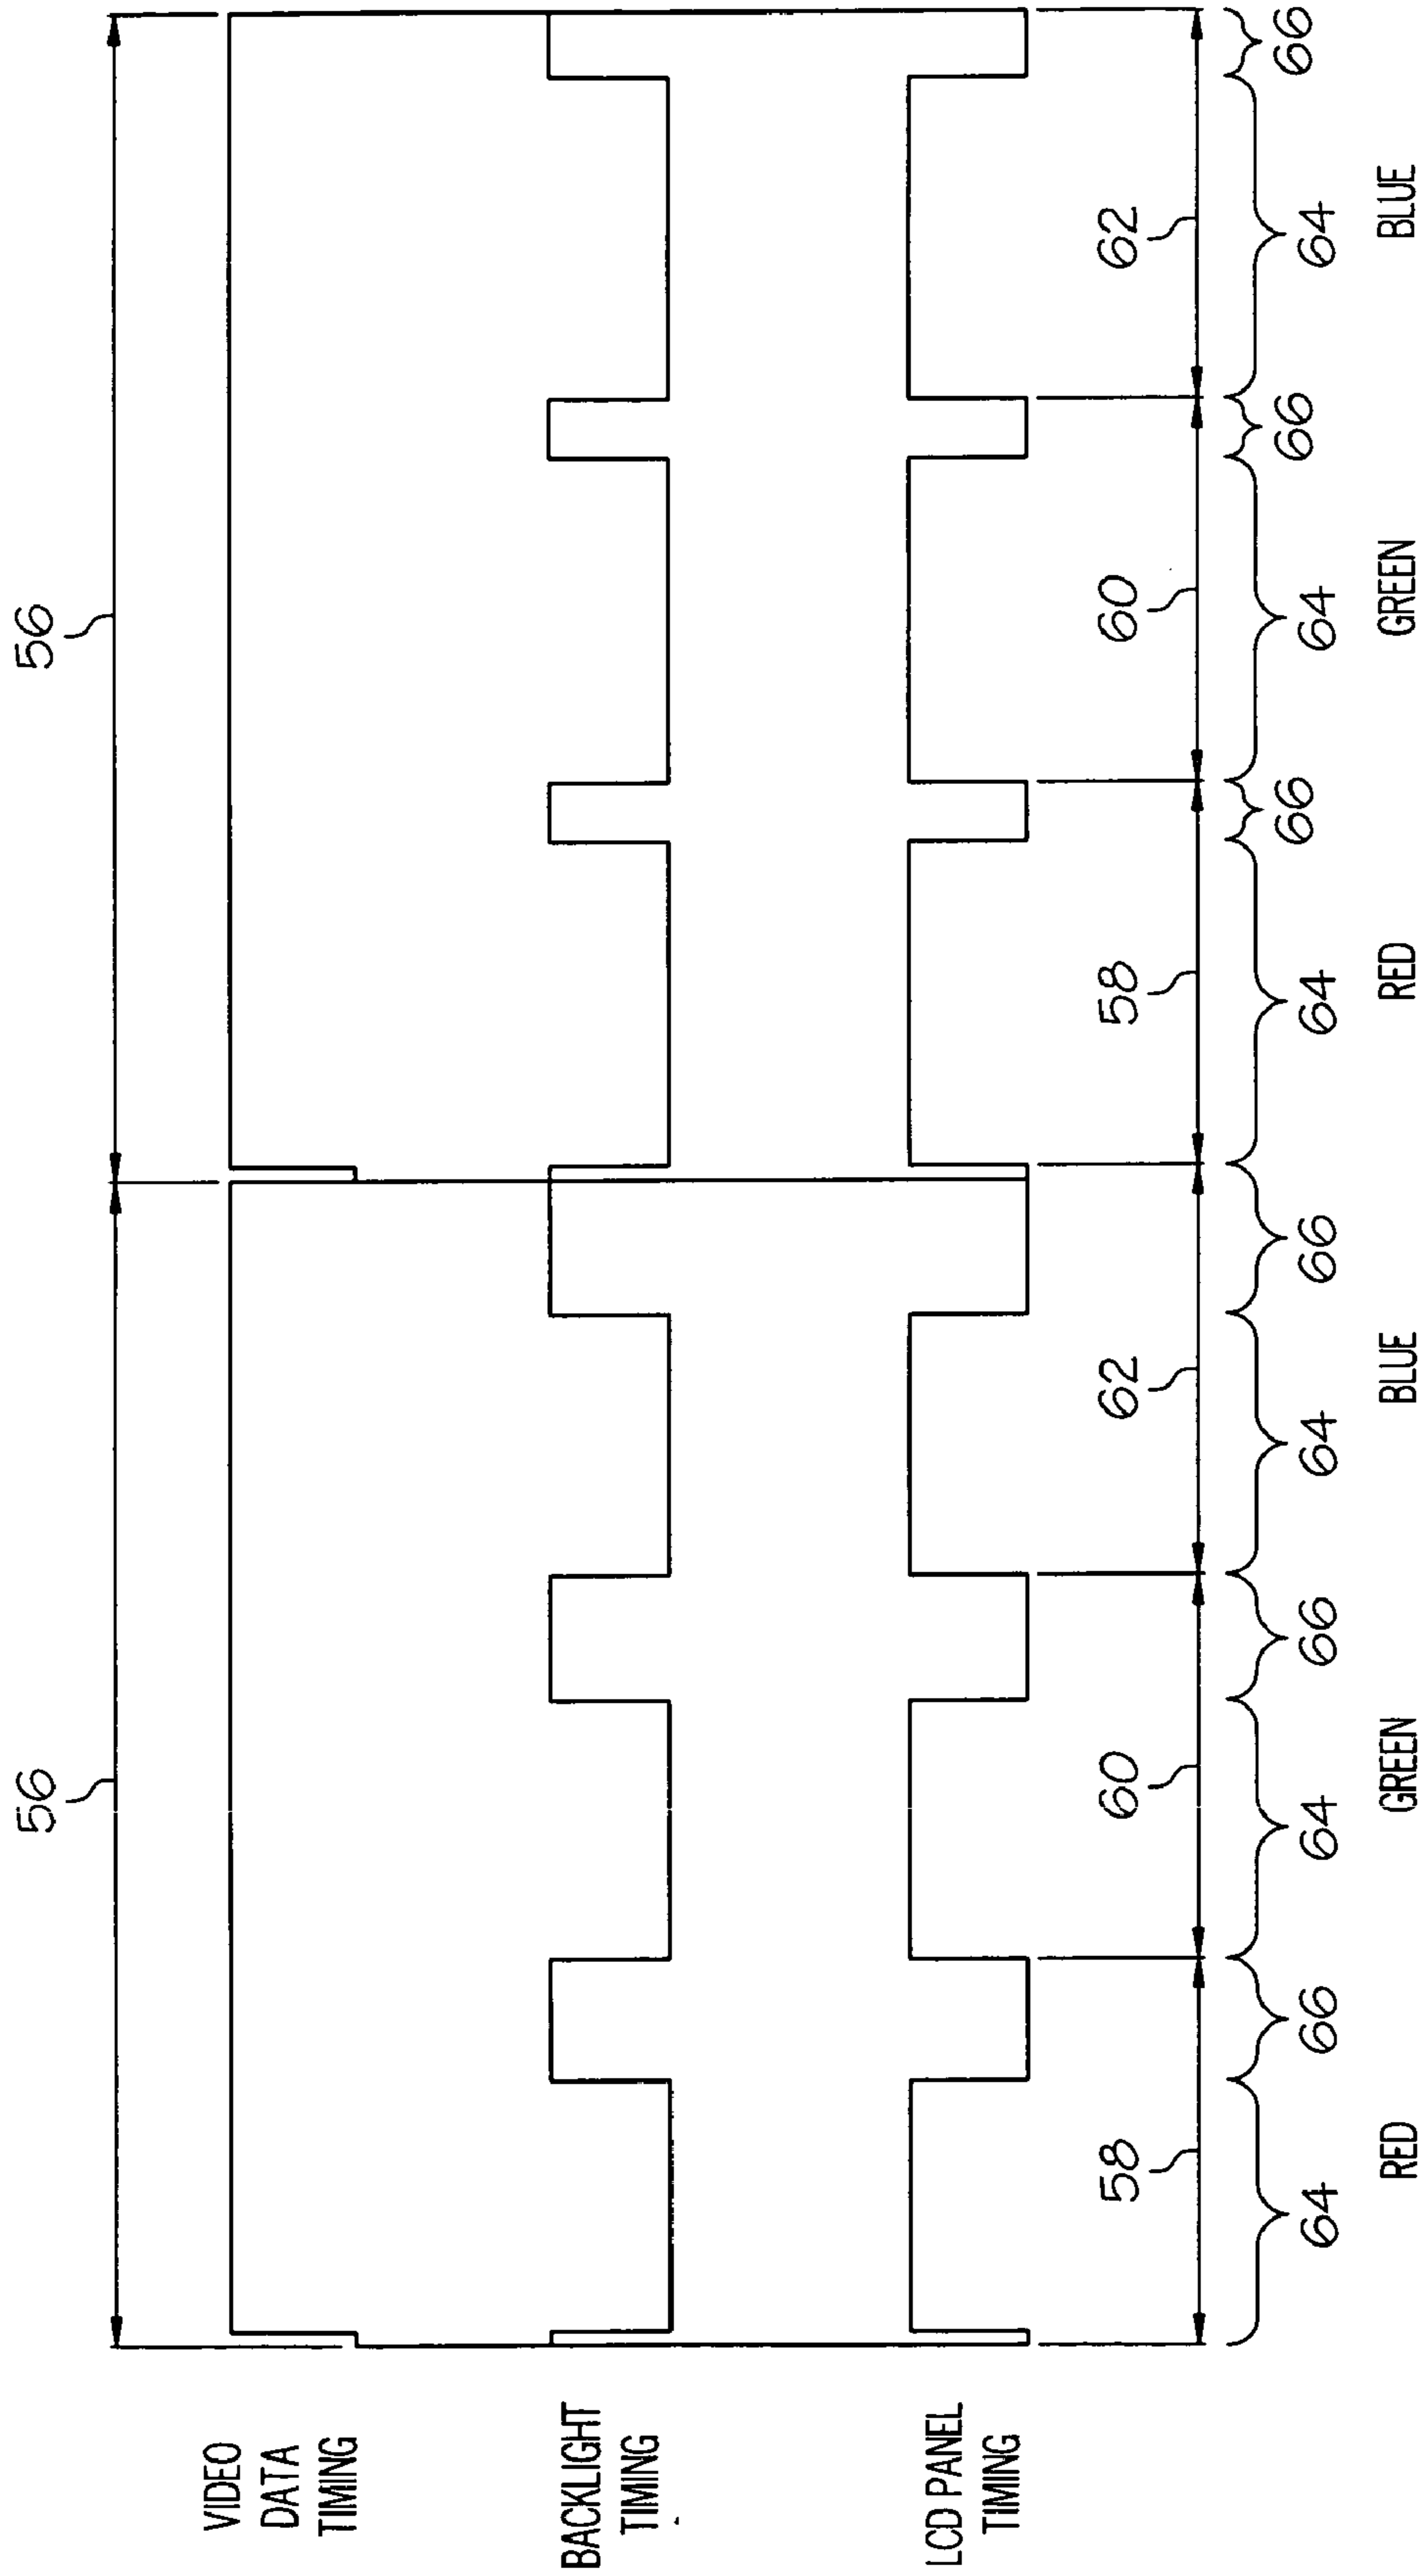 56 56
VIDEO
DATA
TIMING
BACKLIGHT
TIMING
LCD PANEL
TIMING
58 60 62 58 60 62
64 66 64 66 64 66 64 66 64 66 64 66
RED GREEN BLUE RED GREEN BLUE